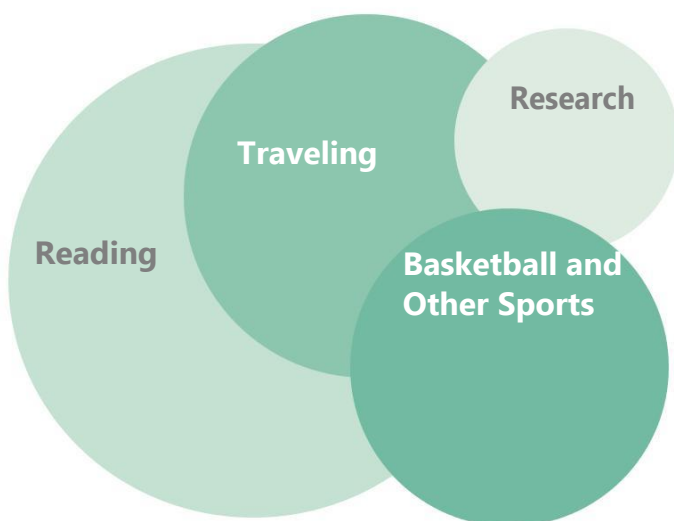 Research
Traveling
Reading
Basketball and
Other Sports